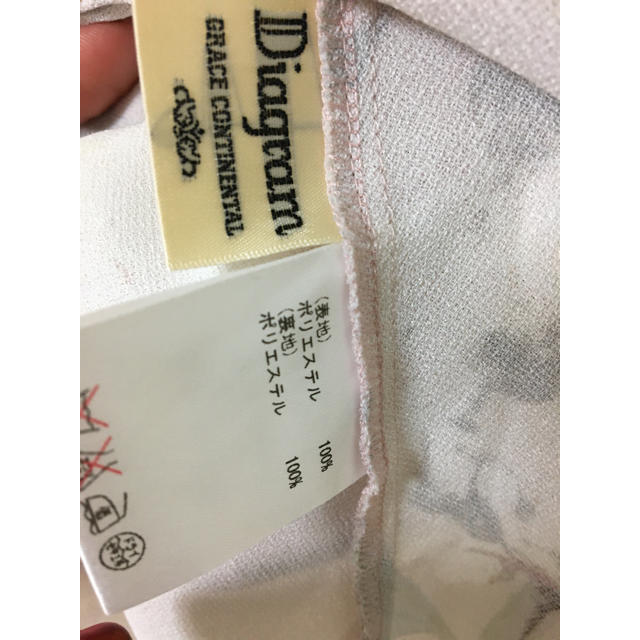 Diagram
GRACE CONTINENTAL
(表地)
ポリエステル 100%
(裏地)
ポリエステル 100%